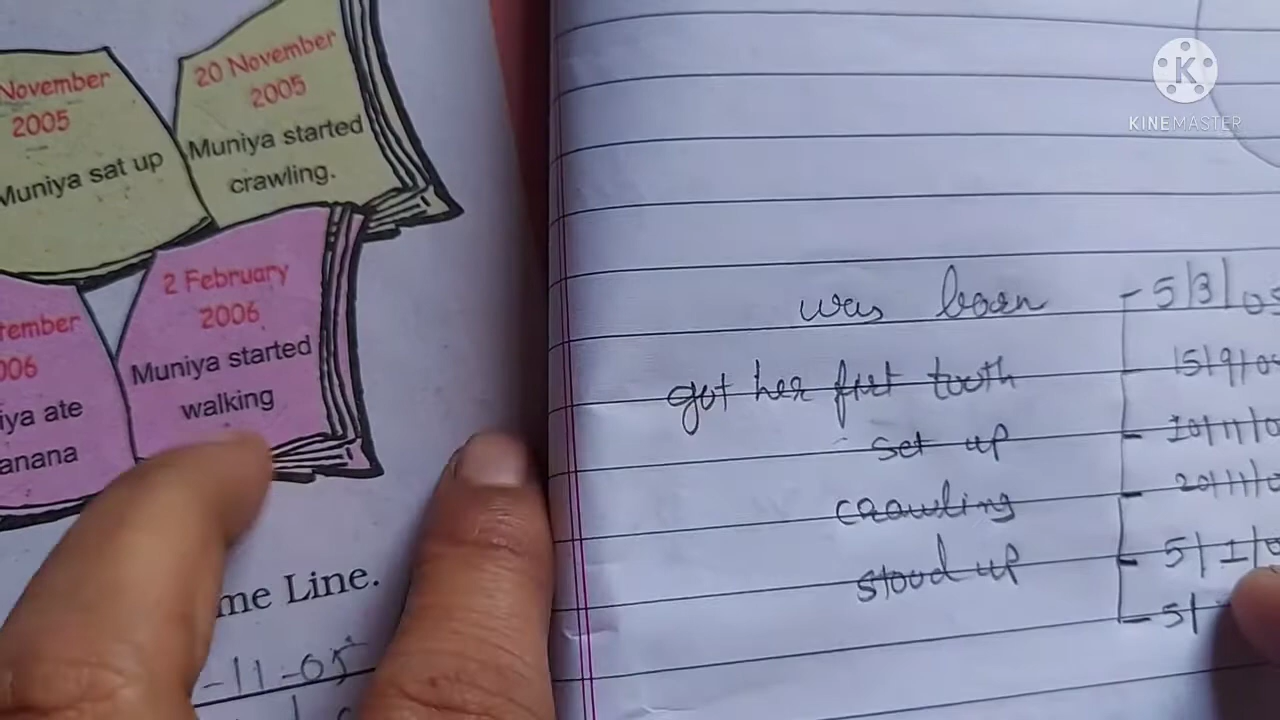 20 November
2005
Muniya started
crawling.
November
2005
Muniya sat up
2 February
2006
Muniya started
walking
tember
006
iya ate
anana
me Line.
-11-05
was born - 5/3/05
got her first tooth 15/9/0
set up - 10/11/0
crawling - 20/11/0
stood up - 5/1/0
- 5/
KINEMASTER